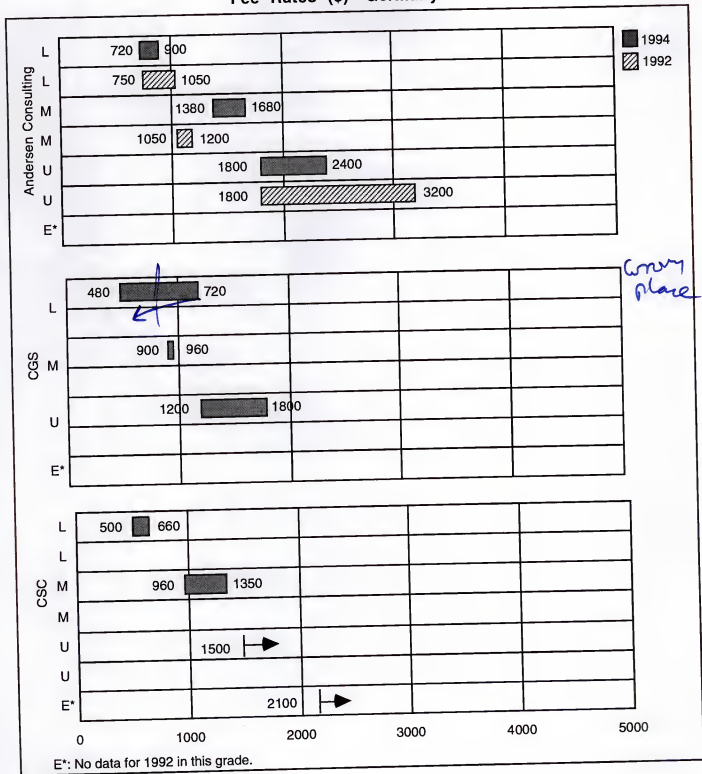 Fee Rates ($) - Germany
1994
1992
Andersen Consulting
L 720 900
L 750 1050
M 1380 1680
M 1050 1200
U 1800 2400
U 1800 3200
E*
wrong
place
CGS
480 720
L
900 960
M
1200 1800
U
E*
CSC
L 500 660
L
M 960 1350
M
U 1500
U
E* 2100
0 1000 2000 3000 4000 5000
E*: No data for 1992 in this grade.